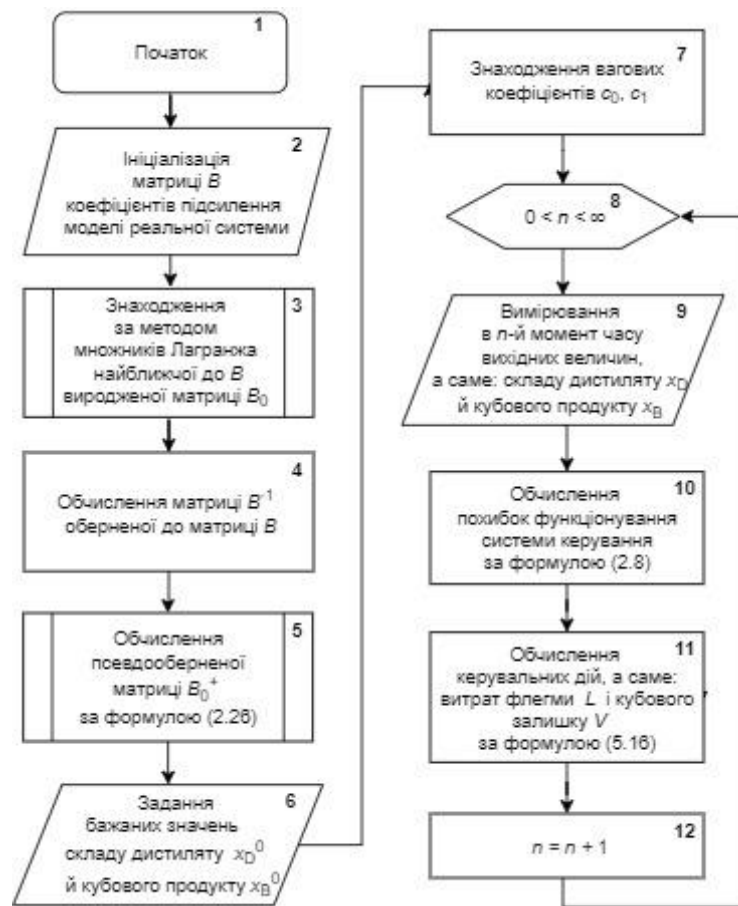 1
Початок
2
Ініціалізація
матриці B
коефіцієнтів підсилення
моделі реальної системи
3
Знаходження
за методом
множників Лагранжа
найближчої до B
виродженої матриці B₀
4
Обчислення матриці B⁻¹
оберненої до матриці B
5
Обчислення
псевдооберненої
матриці B₀⁺
за формулою (2.26)
6
Задання
бажаних значень
складу дистиляту x_D⁰
й кубового продукту x_B⁰
7
Знаходження вагових
коефіцієнтів c₀, c₁
8
0 < n < ∞
9
Вимірювання
в n-й момент часу
вихідних величин,
а саме: складу дистиляту x_D
й кубового продукту x_B
10
Обчислення
похибок функціонування
системи керування
за формулою (2.8)
11
Обчислення
керувальних дій, а саме:
витрат флегми L і кубового
залишку V
за формулою (5.16)
12
n = n + 1